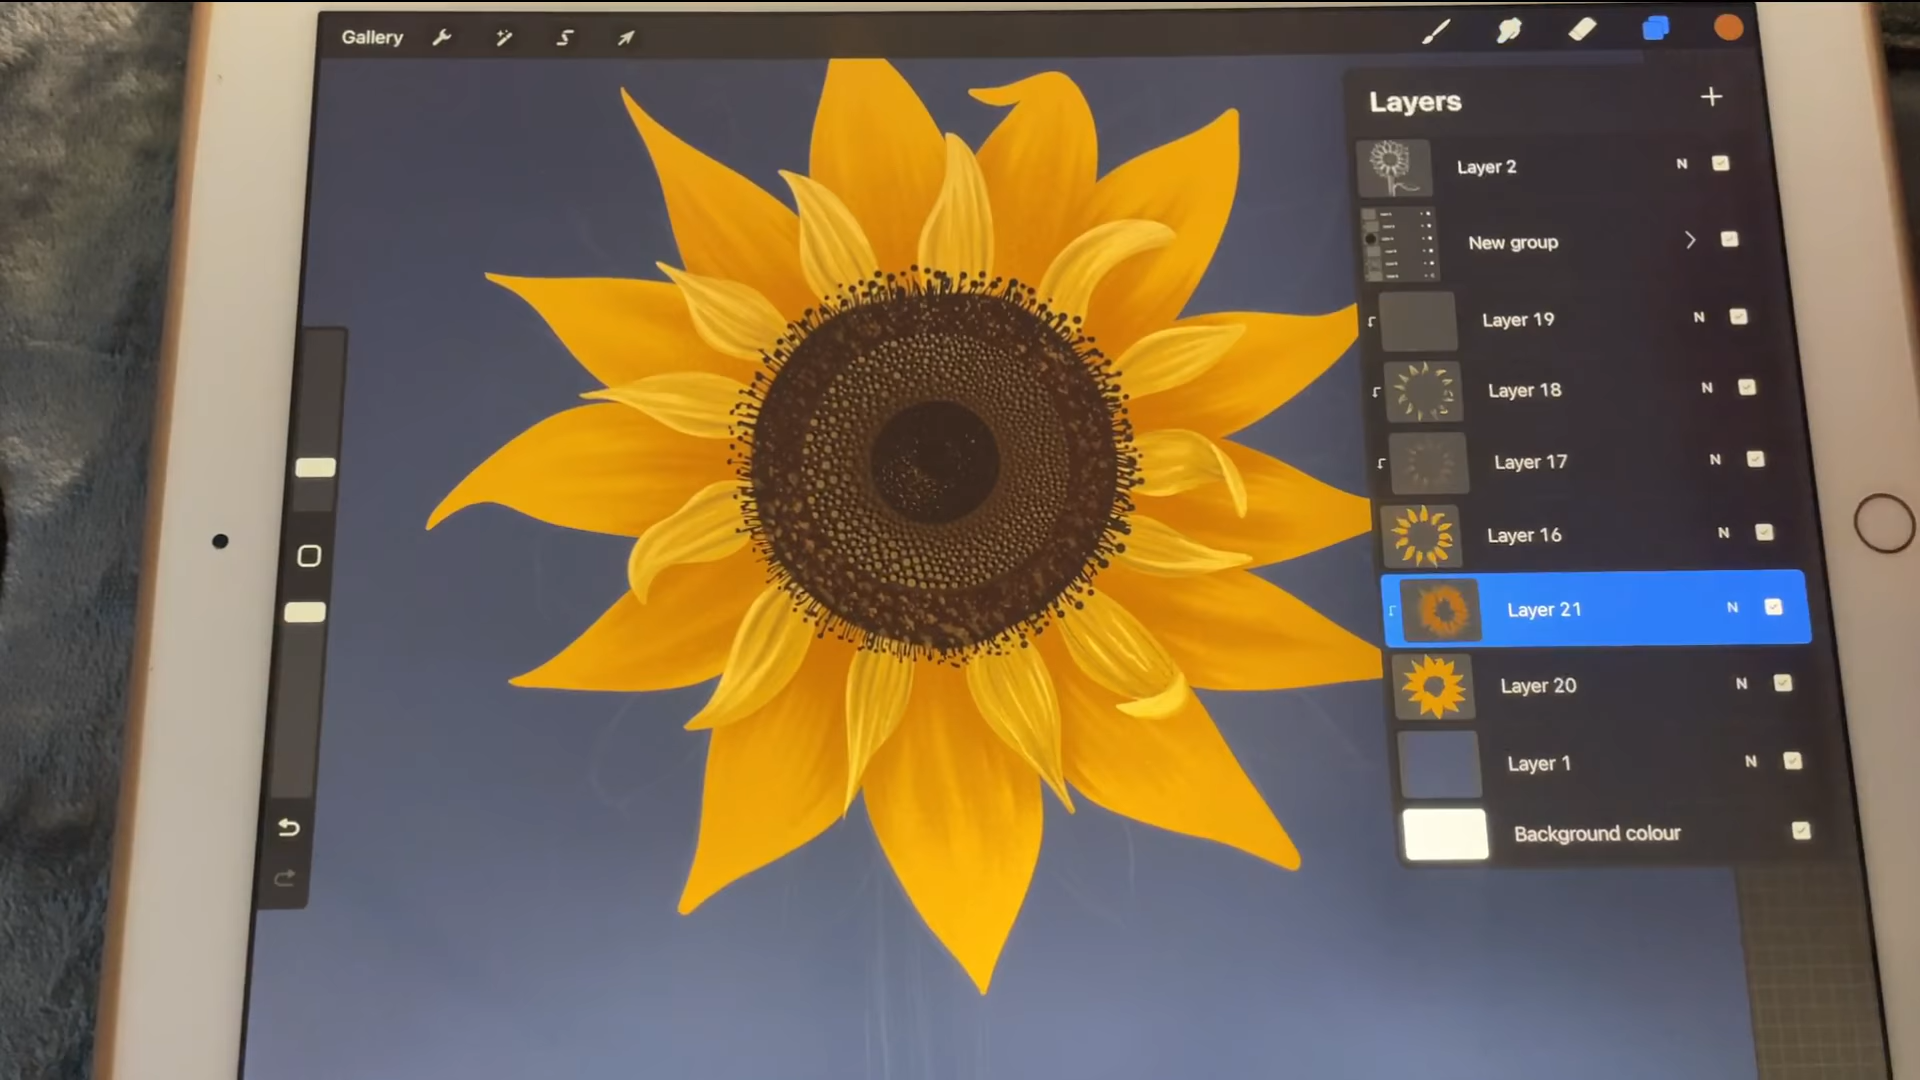 Gallery
Layers
Layer 2 N
New group
Layer 19 N
Layer 18 N
Layer 17 N
Layer 16 N
Layer 21 N
Layer 20 N
Layer 1 N
Background colour